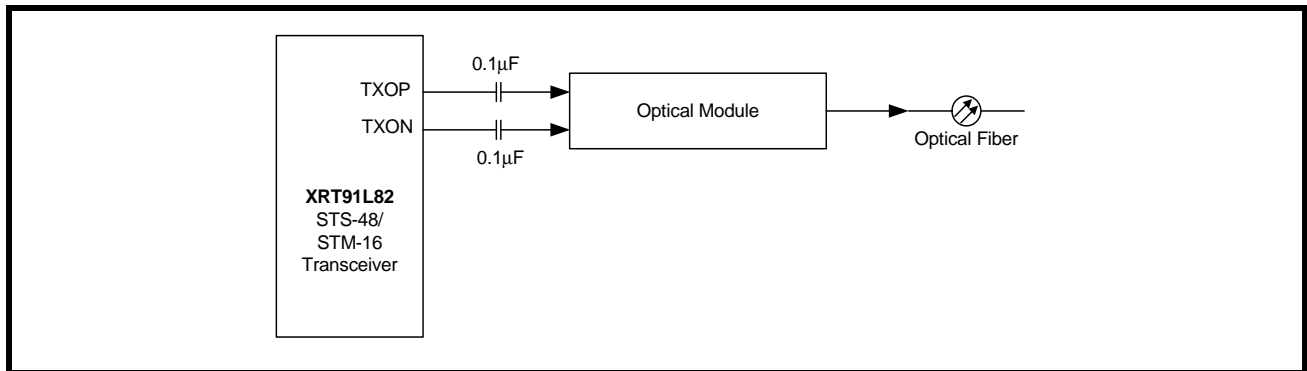 0.1μF
TXOP
Optical Module
TXON
Optical Fiber
0.1μF
XRT91L82
STS-48/
STM-16
Transceiver